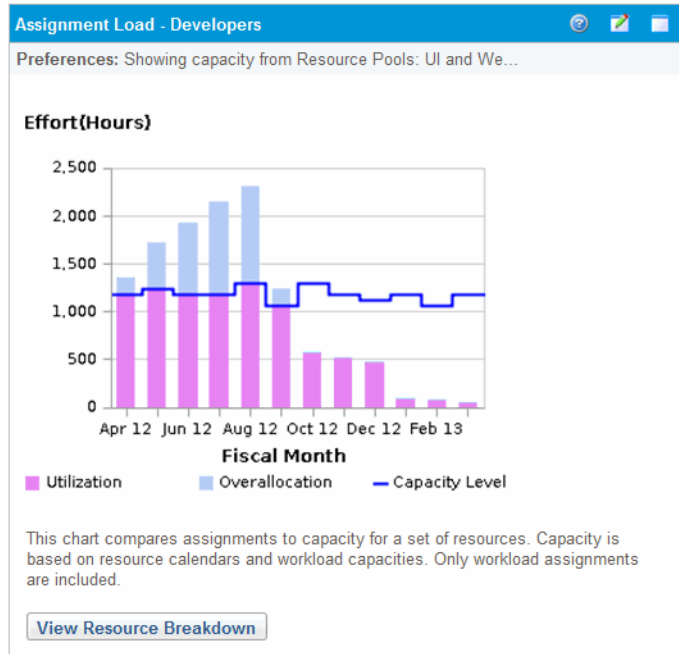 Assignment Load - Developers
Preferences: Showing capacity from Resource Pools: UI and We...
Effort(Hours)
2,500
2,000
1,500
1,000
500
0
Apr 12 Jun 12 Aug 12 Oct 12 Dec 12 Feb 13
Fiscal Month
Utilization Overallocation Capacity Level
This chart compares assignments to capacity for a set of resources. Capacity is
based on resource calendars and workload capacities. Only workload assignments
are included.
View Resource Breakdown